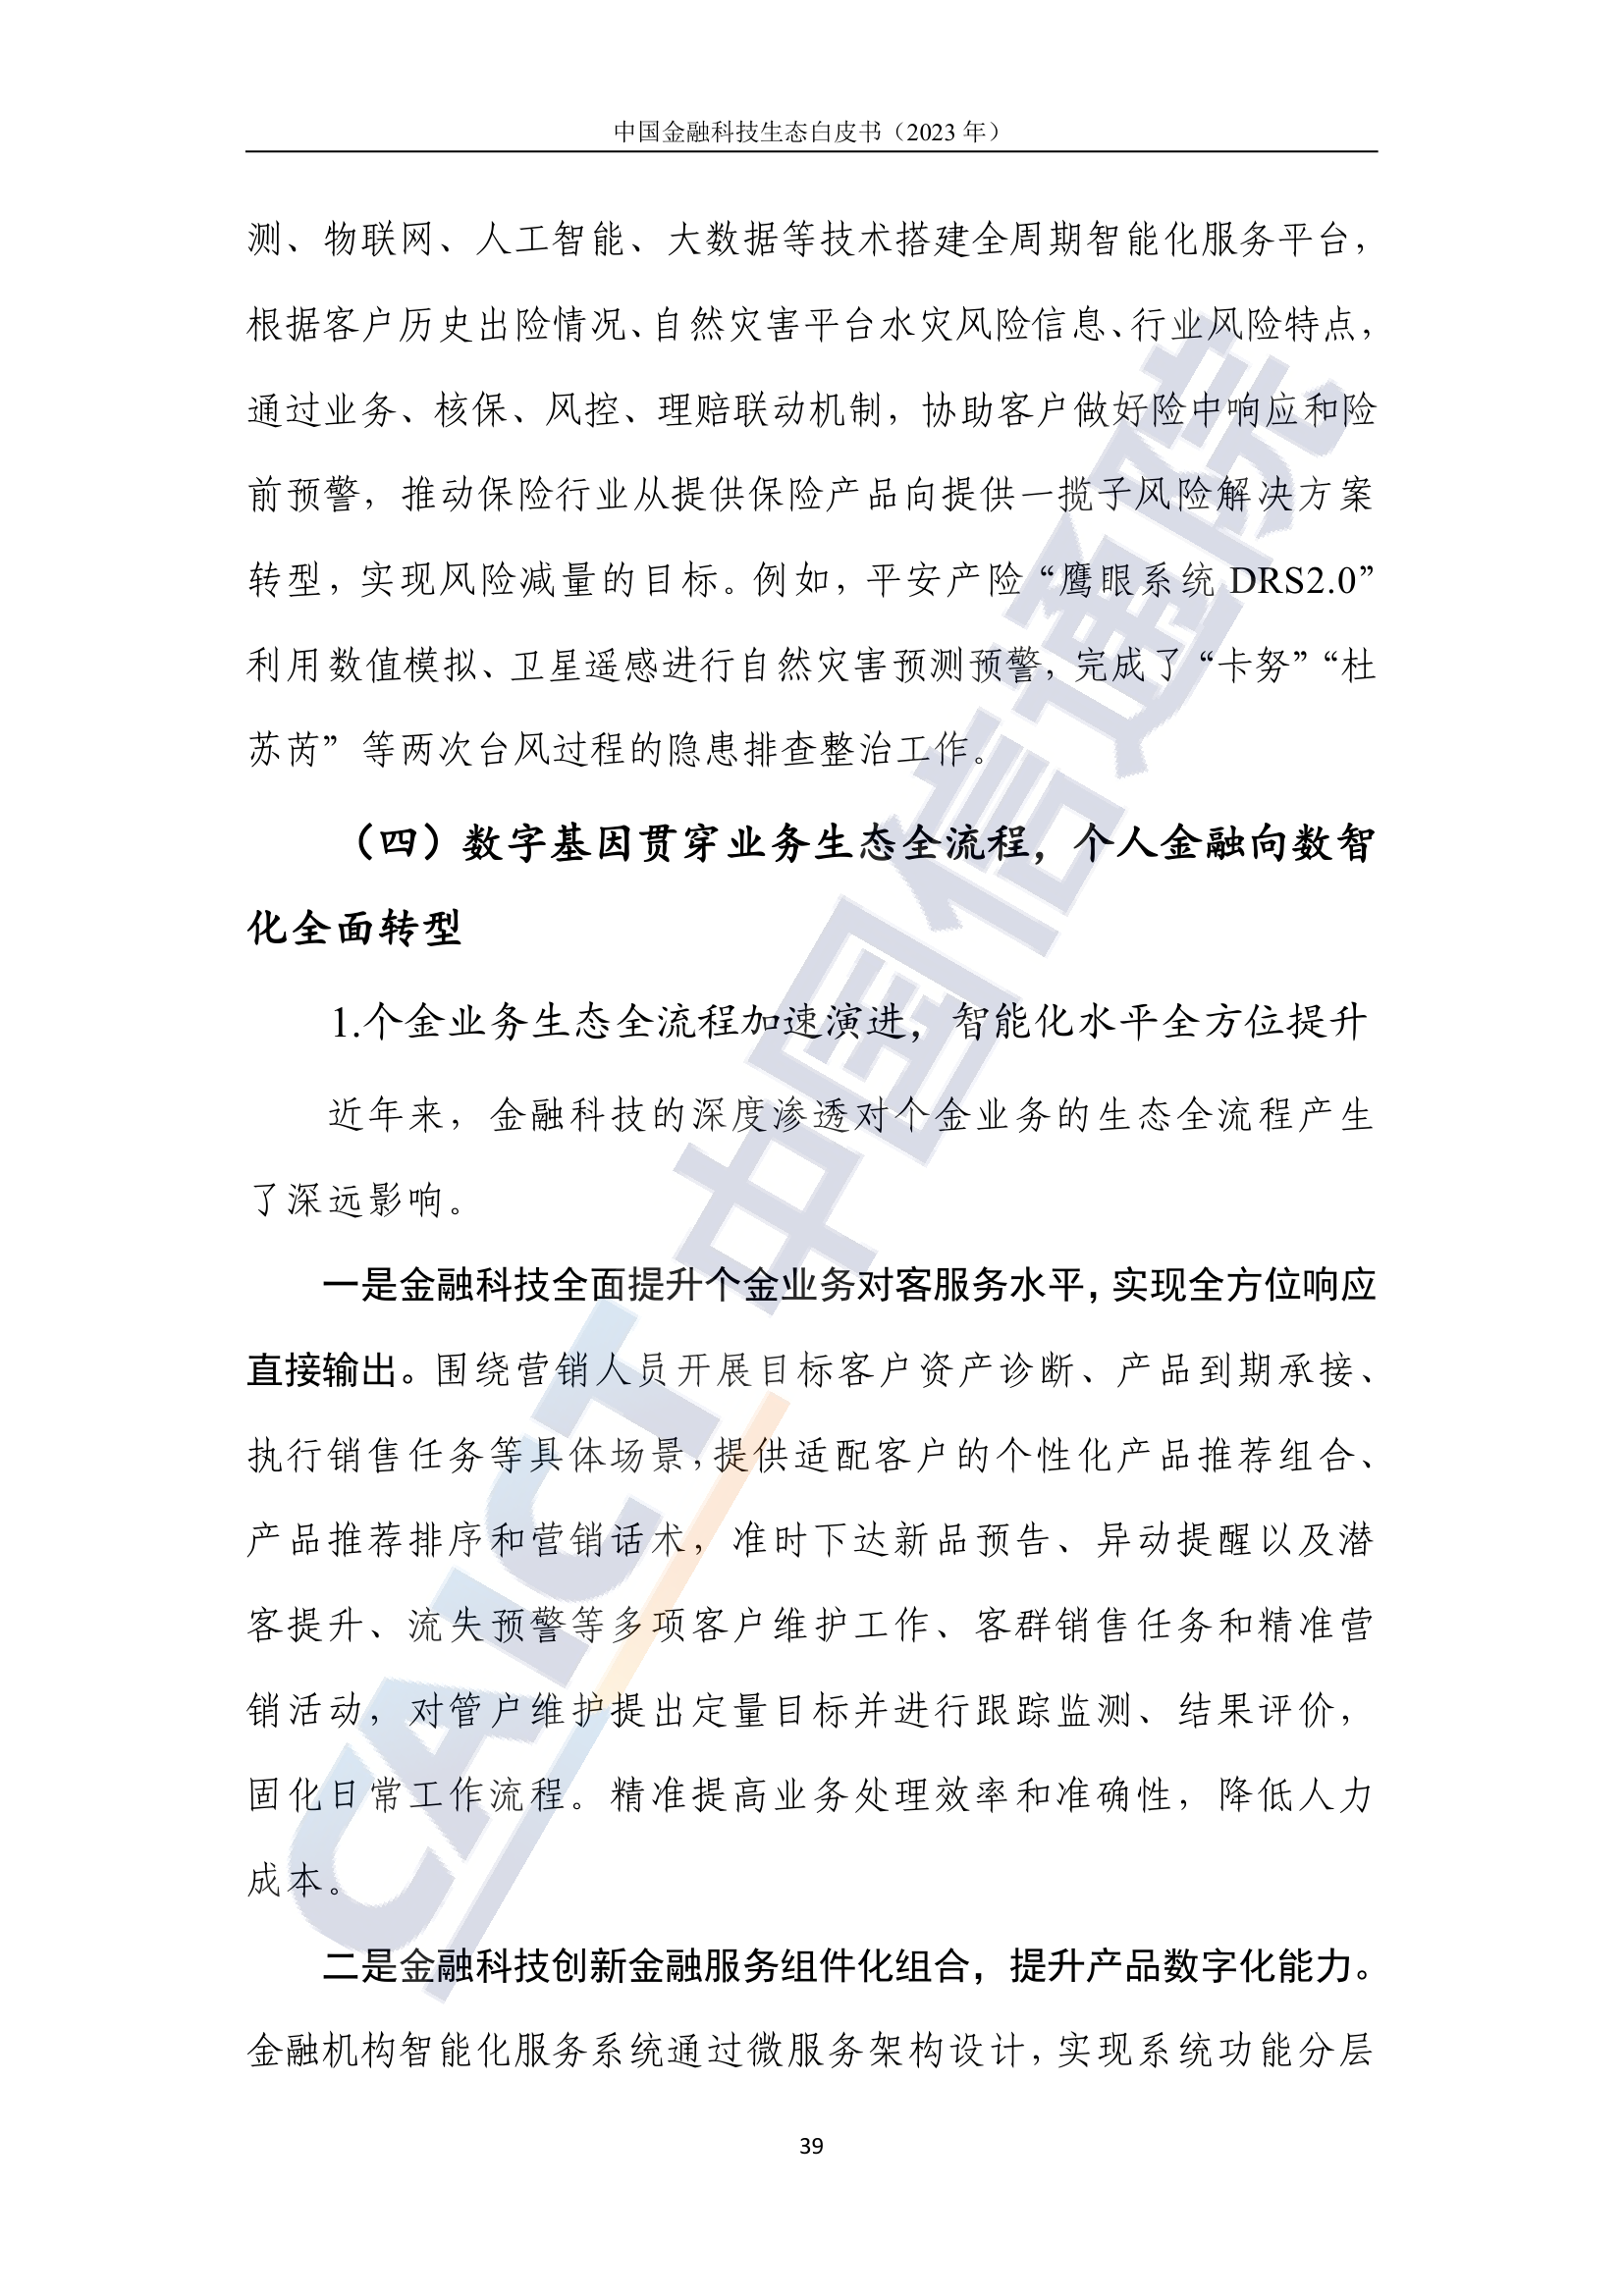 中国金融科技生态白皮书（2023 年）
测、物联网、人工智能、大数据等技术搭建全周期智能化服务平台，
根据客户历史出险情况、自然灾害平台水灾风险信息、行业风险特点，
通过业务、核保、风控、理赔联动机制，协助客户做好险中响应和险
前预警，推动保险行业从提供保险产品向提供一揽子风险解决方案
转型，实现风险减量的目标。例如，平安产险“鹰眼系统 DRS2.0”
利用数值模拟、卫星遥感进行自然灾害预测预警，完成了“卡努”“杜
苏芮”等两次台风过程的隐患排查整治工作。
（四）数字基因贯穿业务生态全流程，个人金融向数智
化全面转型
1.个金业务生态全流程加速演进，智能化水平全方位提升
近年来，金融科技的深度渗透对个金业务的生态全流程产生
了深远影响。
一是金融科技全面提升个金业务对客服务水平，实现全方位响应
直接输出。围绕营销人员开展目标客户资产诊断、产品到期承接、
执行销售任务等具体场景，提供适配客户的个性化产品推荐组合、
产品推荐排序和营销话术，准时下达新品预告、异动提醒以及潜
客提升、流失预警等多项客户维护工作、客群销售任务和精准营
销活动，对管户维护提出定量目标并进行跟踪监测、结果评价，
固化日常工作流程。精准提高业务处理效率和准确性，降低人力
成本。
二是金融科技创新金融服务组件化组合，提升产品数字化能力。
金融机构智能化服务系统通过微服务架构设计，实现系统功能分层
39
CAICT 中国信通院